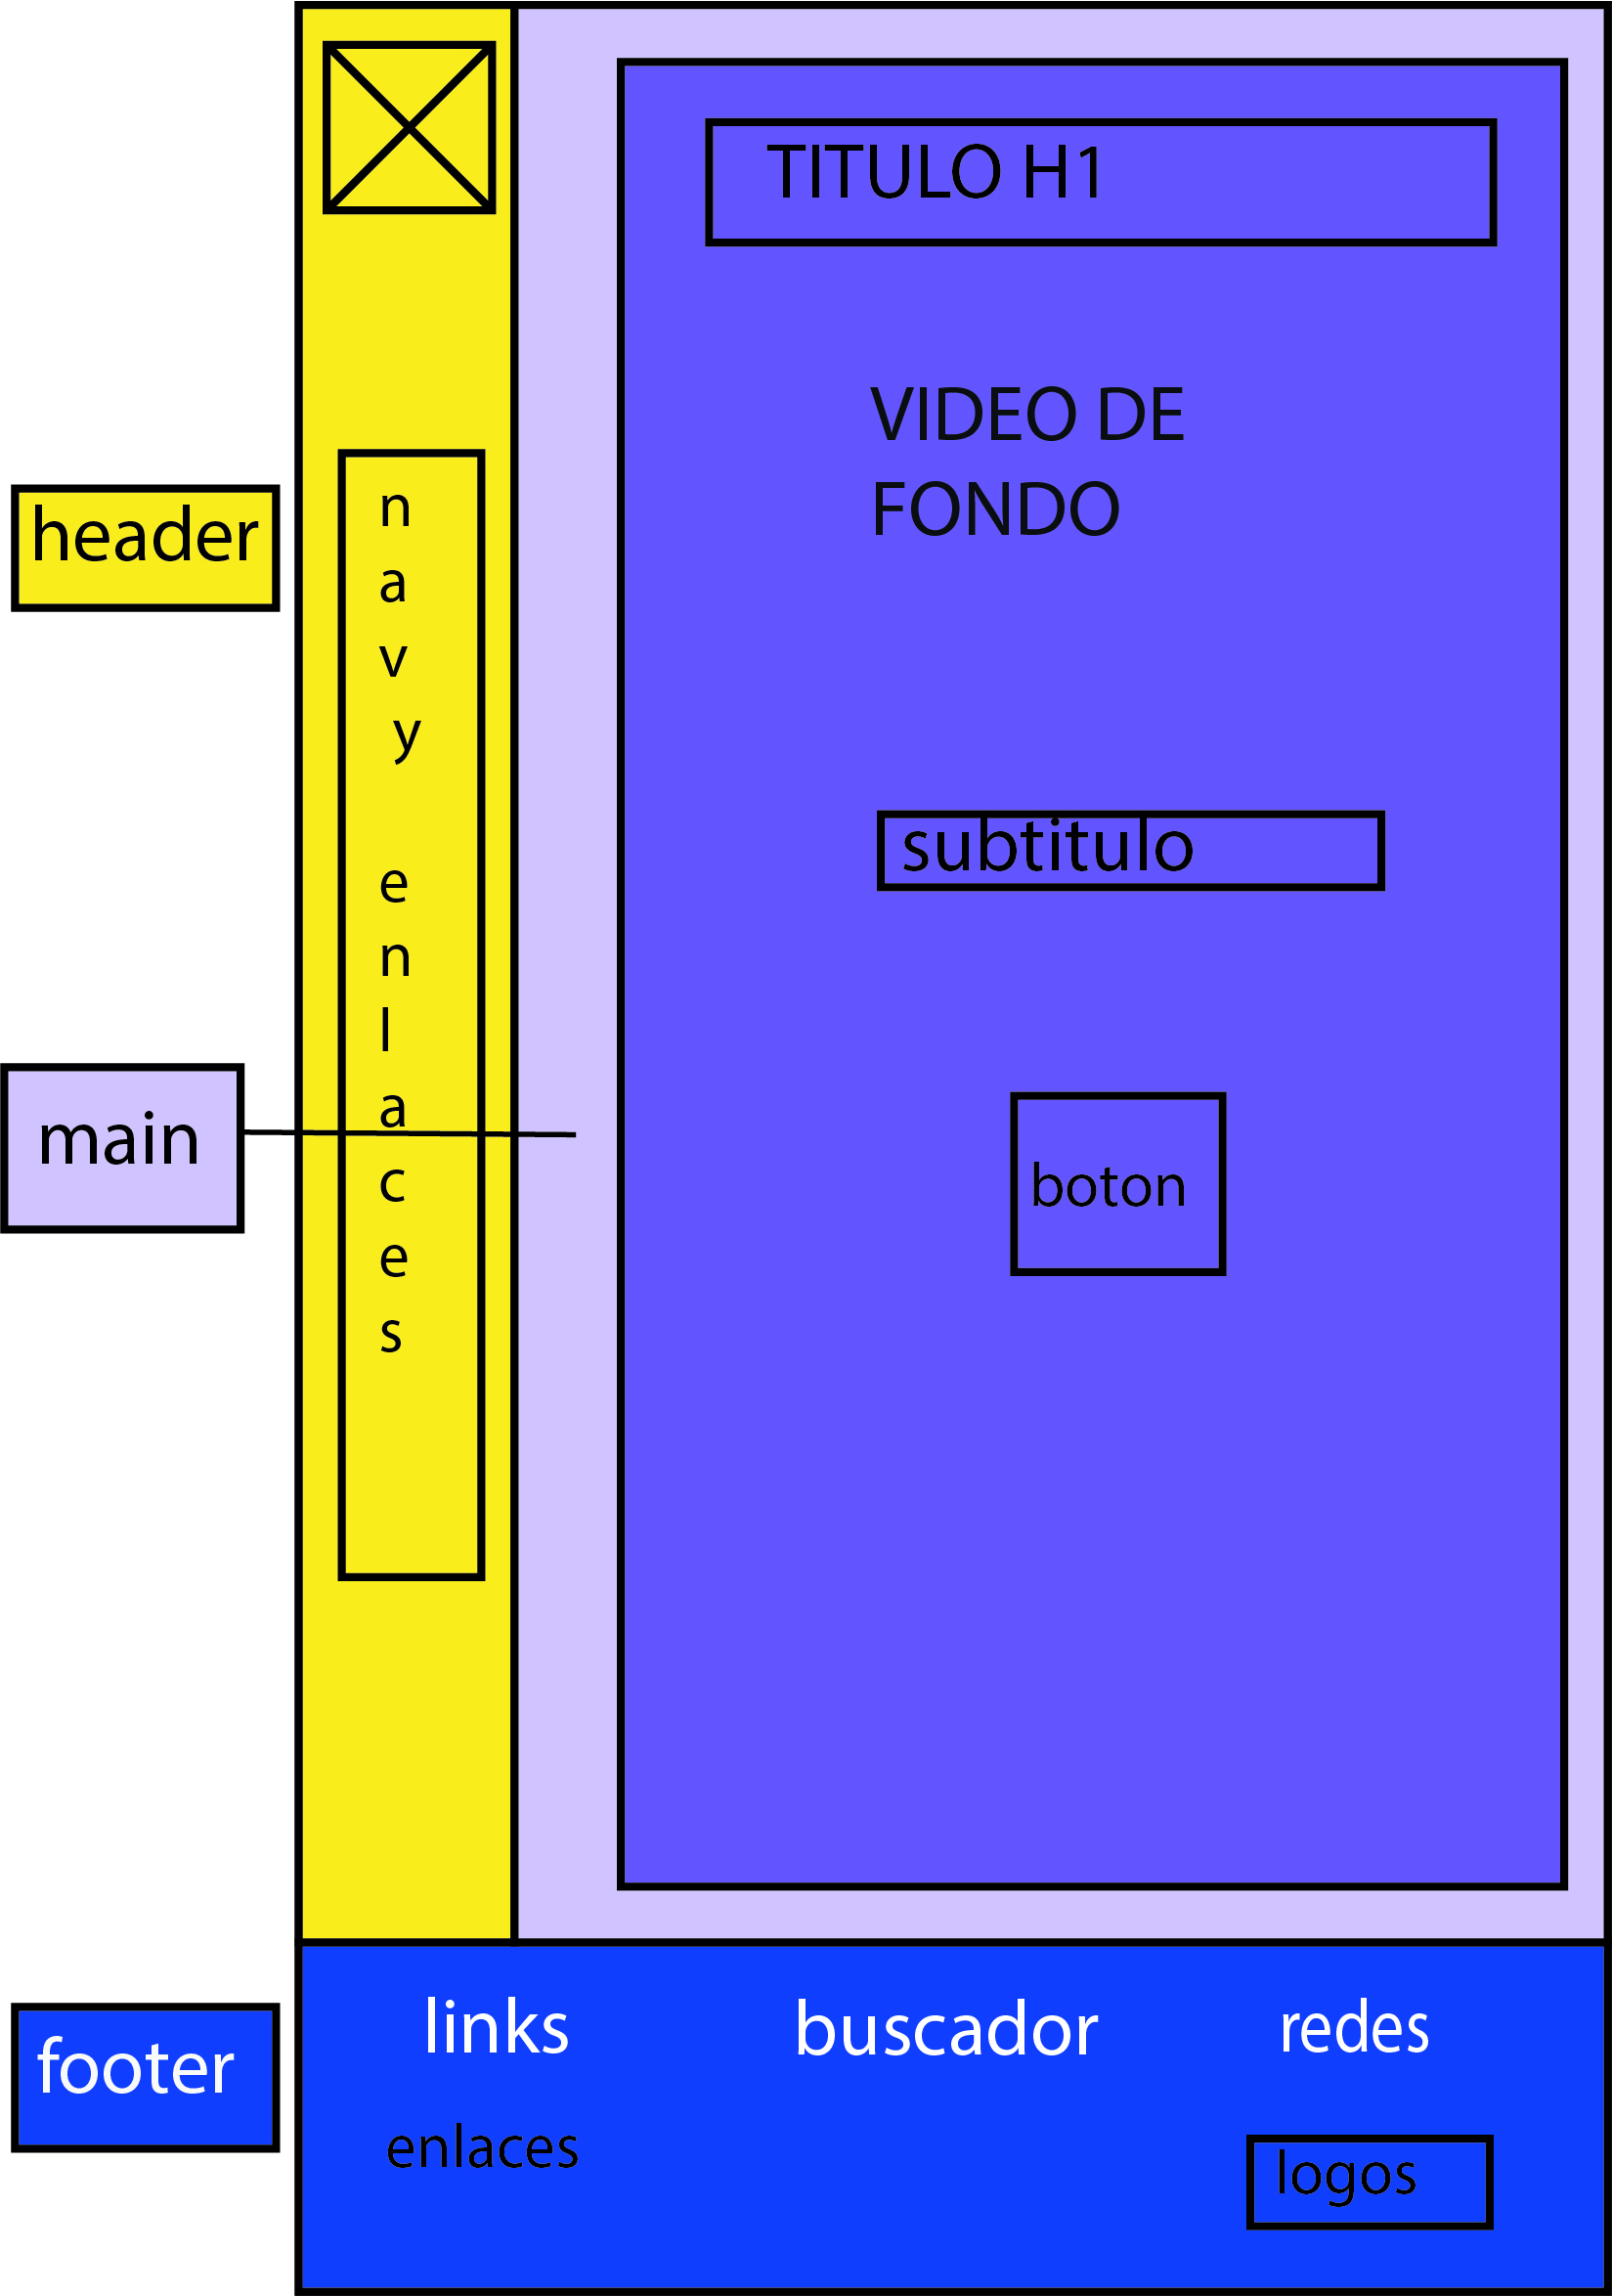 TITULO H1
VIDEO DE
FONDO
header
n
a
v
y
e
n
l
a
c
e
s
subtitulo
main
boton
footer
links
buscador
redes
enlaces
logos